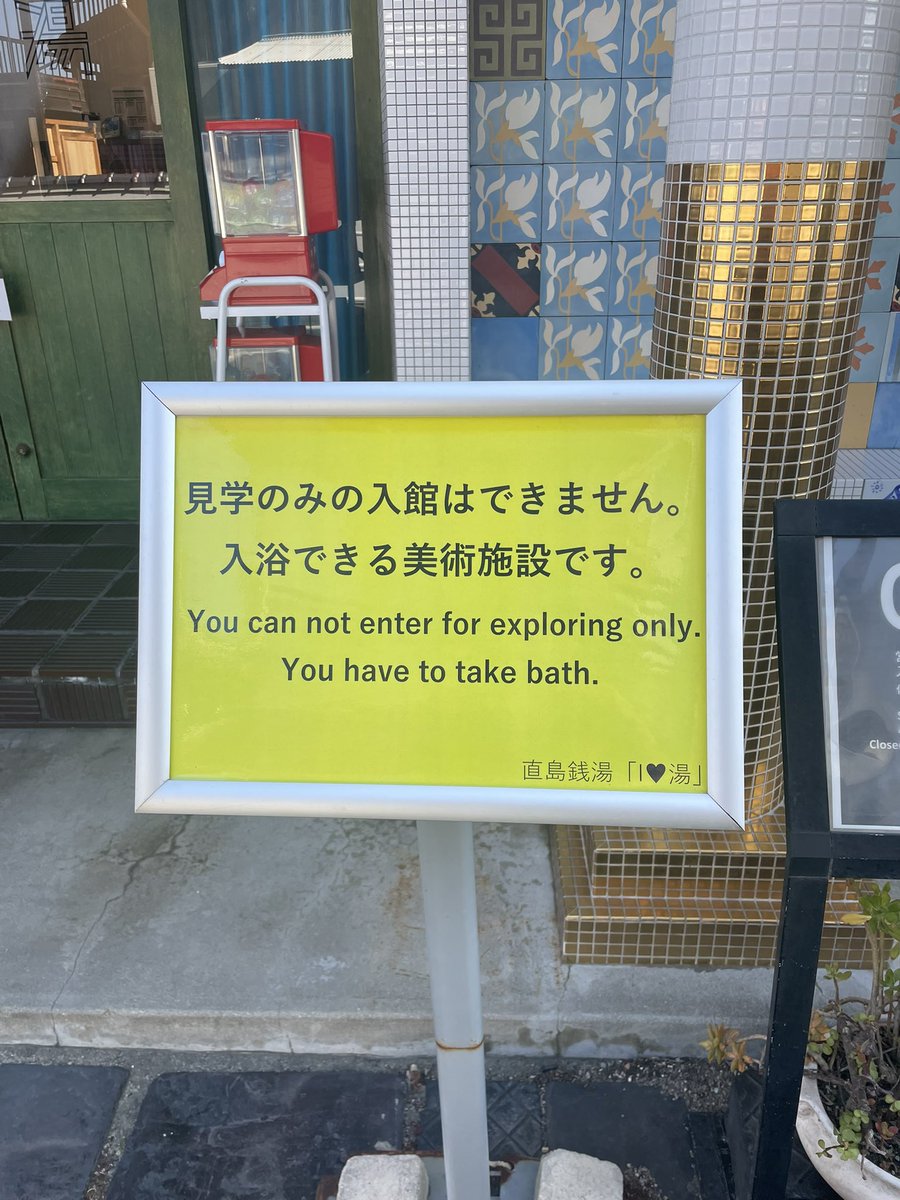 見学のみの入館はできません。
入浴できる美術施設です。
You can not enter for exploring only.
You have to take bath.
直島銭湯「I♥湯」
Close